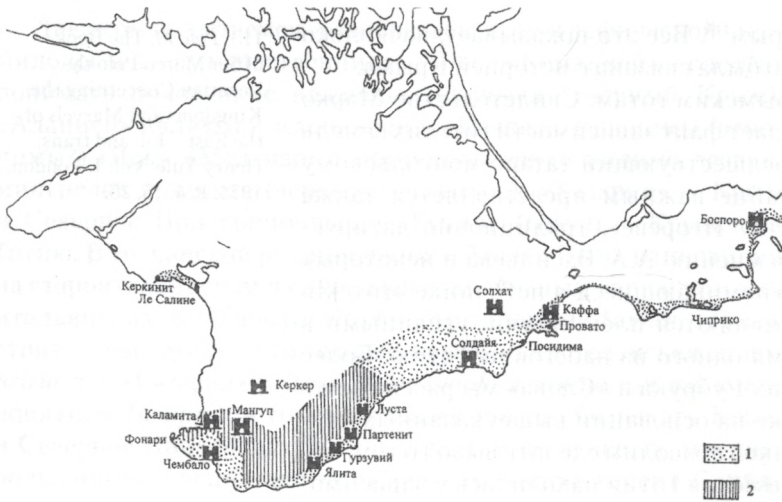 Боспоро
Керкинит
Ле Салине
Солхат
Каффа
Чиприко
Провато
Посидима
Солдайя
Керкер
Луста
Каламита
Мангуп
Партенит
Фонари
Гурзувий
Чембало
Ялита
1
2